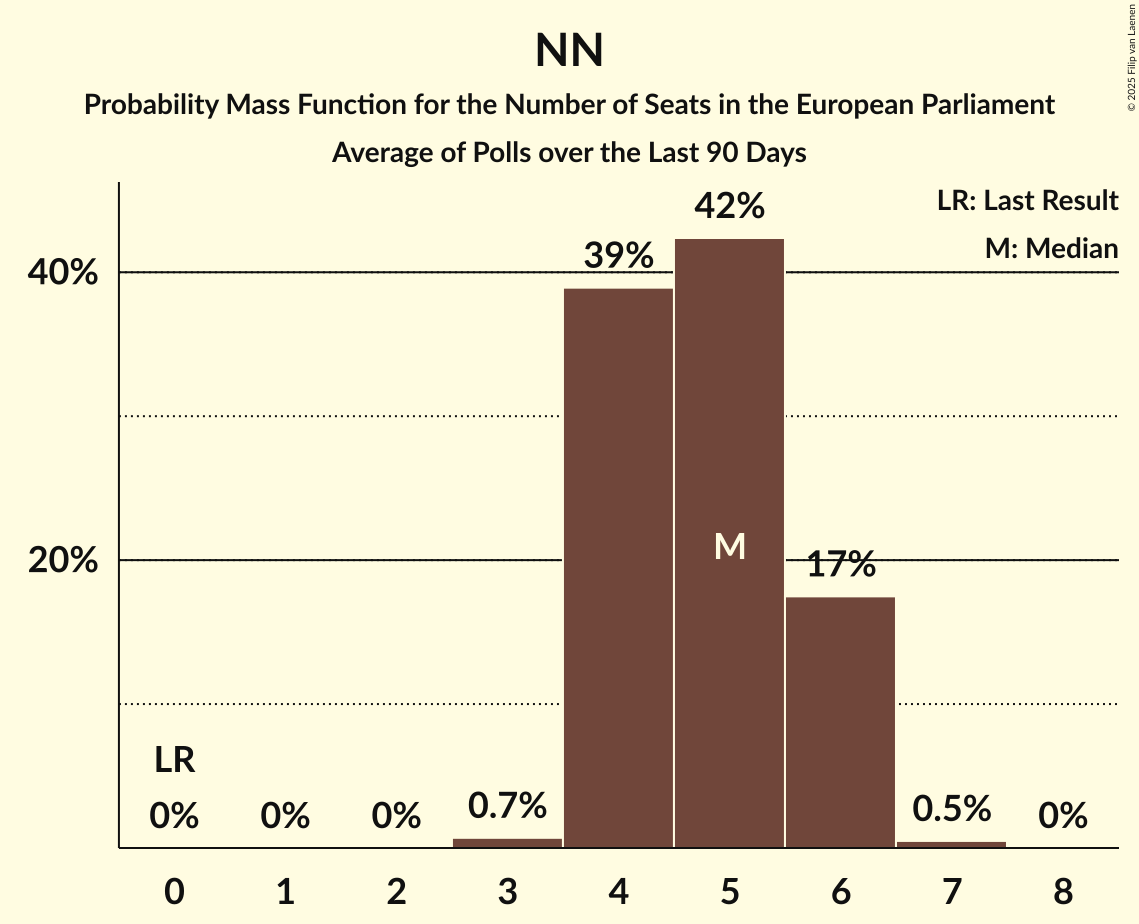 NN
Probability Mass Function for the Number of Seats in the European Parliament
Average of Polls over the Last 90 Days
© 2025 Filip van Laenen
LR: Last Result
M: Median
40%
20%
LR
0%
0%
0%
0.7%
39%
42%
M
17%
0.5%
0%
0 1 2 3 4 5 6 7 8